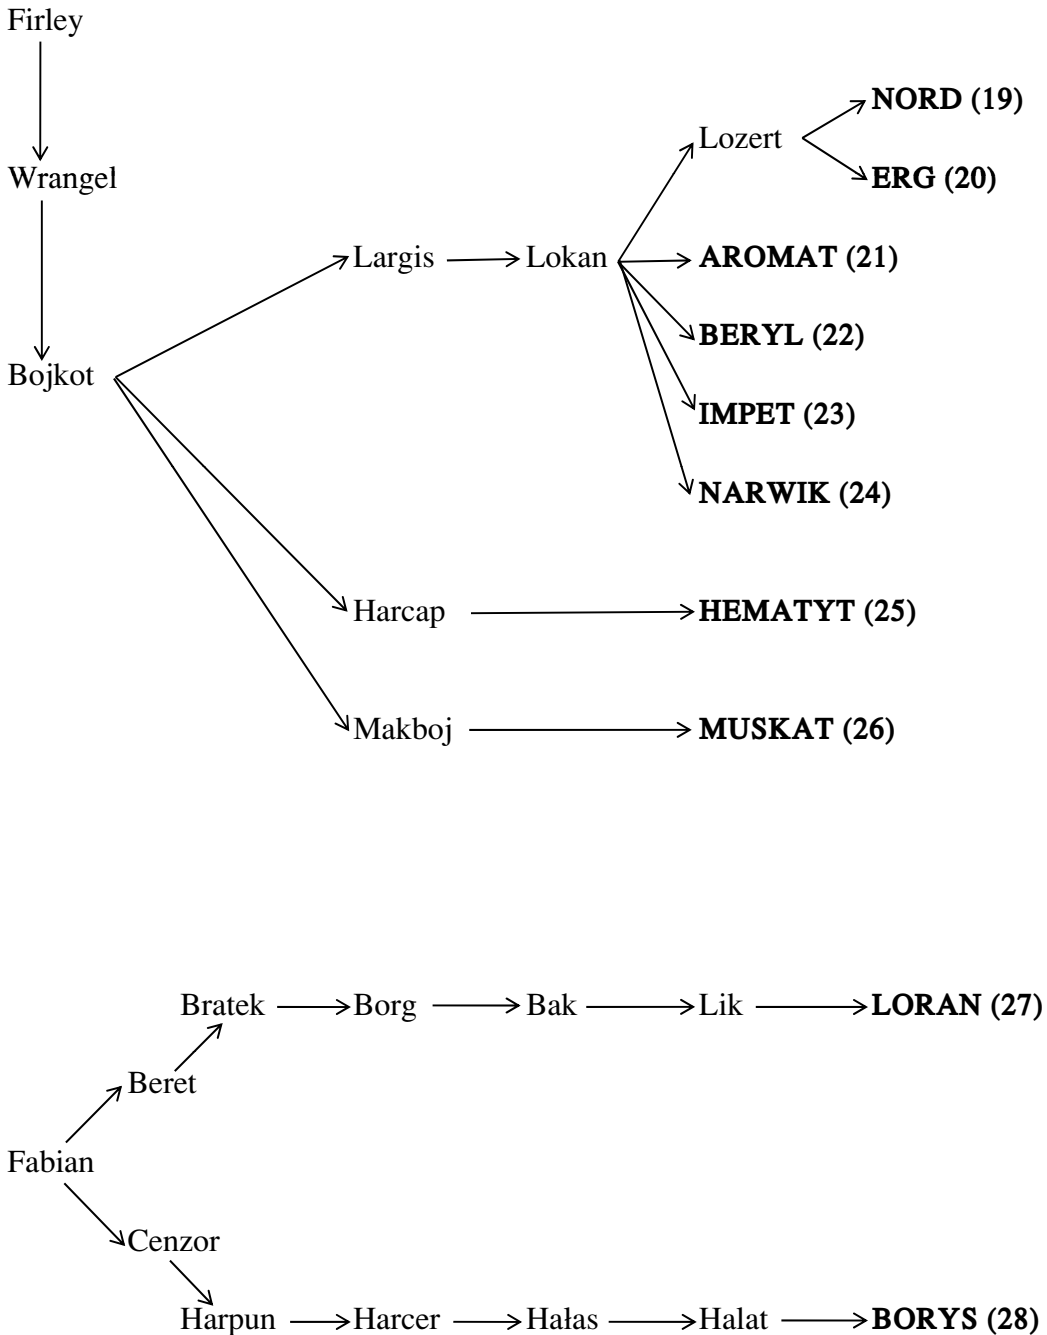 Firley
NORD (19)
Lozert
Wrangel
ERG (20)
Largis Lokan AROMAT (21)
BERYL (22)
Bojkot
IMPET (23)
NARWIK (24)
Harcap HEMATYT (25)
Makboj MUSKAT (26)
Bratek Borg Bak Lik LORAN (27)
Beret
Fabian
Cenzor
Harpun Harcer Hałas Halat BORYS (28)